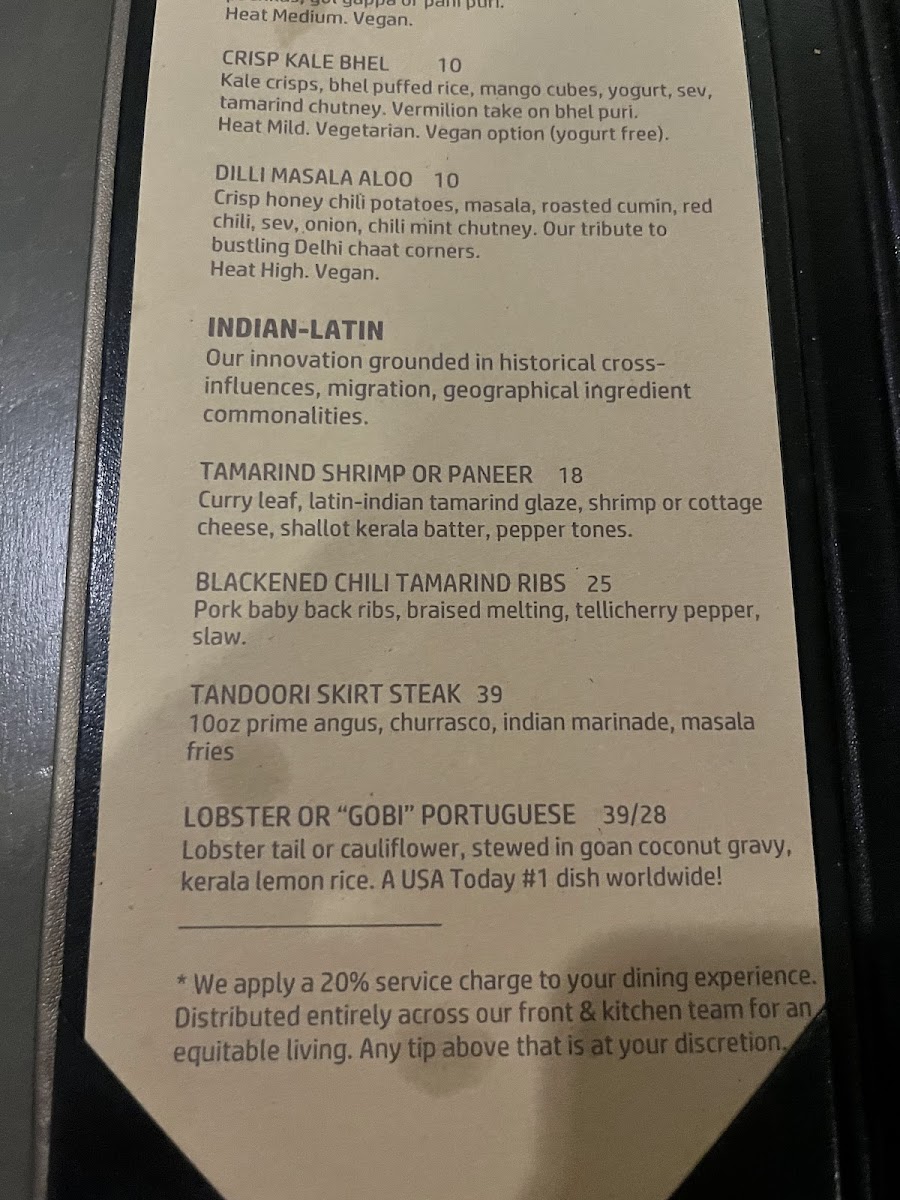 gol gappa or pani puri.
Heat Medium. Vegan.
CRISP KALE BHEL 10
Kale crisps, bhel puffed rice, mango cubes, yogurt, sev,
tamarind chutney. Vermilion take on bhel puri.
Heat Mild. Vegetarian. Vegan option (yogurt free).
DILLI MASALA ALOO 10
Crisp honey chili potatoes, masala, roasted cumin, red
chili, sev, onion, chili mint chutney. Our tribute to
bustling Delhi chaat corners.
Heat High. Vegan.
INDIAN-LATIN
Our innovation grounded in historical cross-
influences, migration, geographical ingredient
commonalities.
TAMARIND SHRIMP OR PANEER 18
Curry leaf, latin-indian tamarind glaze, shrimp or cottage
cheese, shallot kerala batter, pepper tones.
BLACKENED CHILI TAMARIND RIBS 25
Pork baby back ribs, braised melting, tellicherry pepper,
slaw.
TANDOORI SKIRT STEAK 39
10oz prime angus, churrasco, indian marinade, masala
fries
LOBSTER OR “GOBI” PORTUGUESE 39/28
Lobster tail or cauliflower, stewed in goan coconut gravy,
kerala lemon rice. A USA Today #1 dish worldwide!
* We apply a 20% service charge to your dining experience.
Distributed entirely across our front & kitchen team for an
equitable living. Any tip above that is at your discretion.